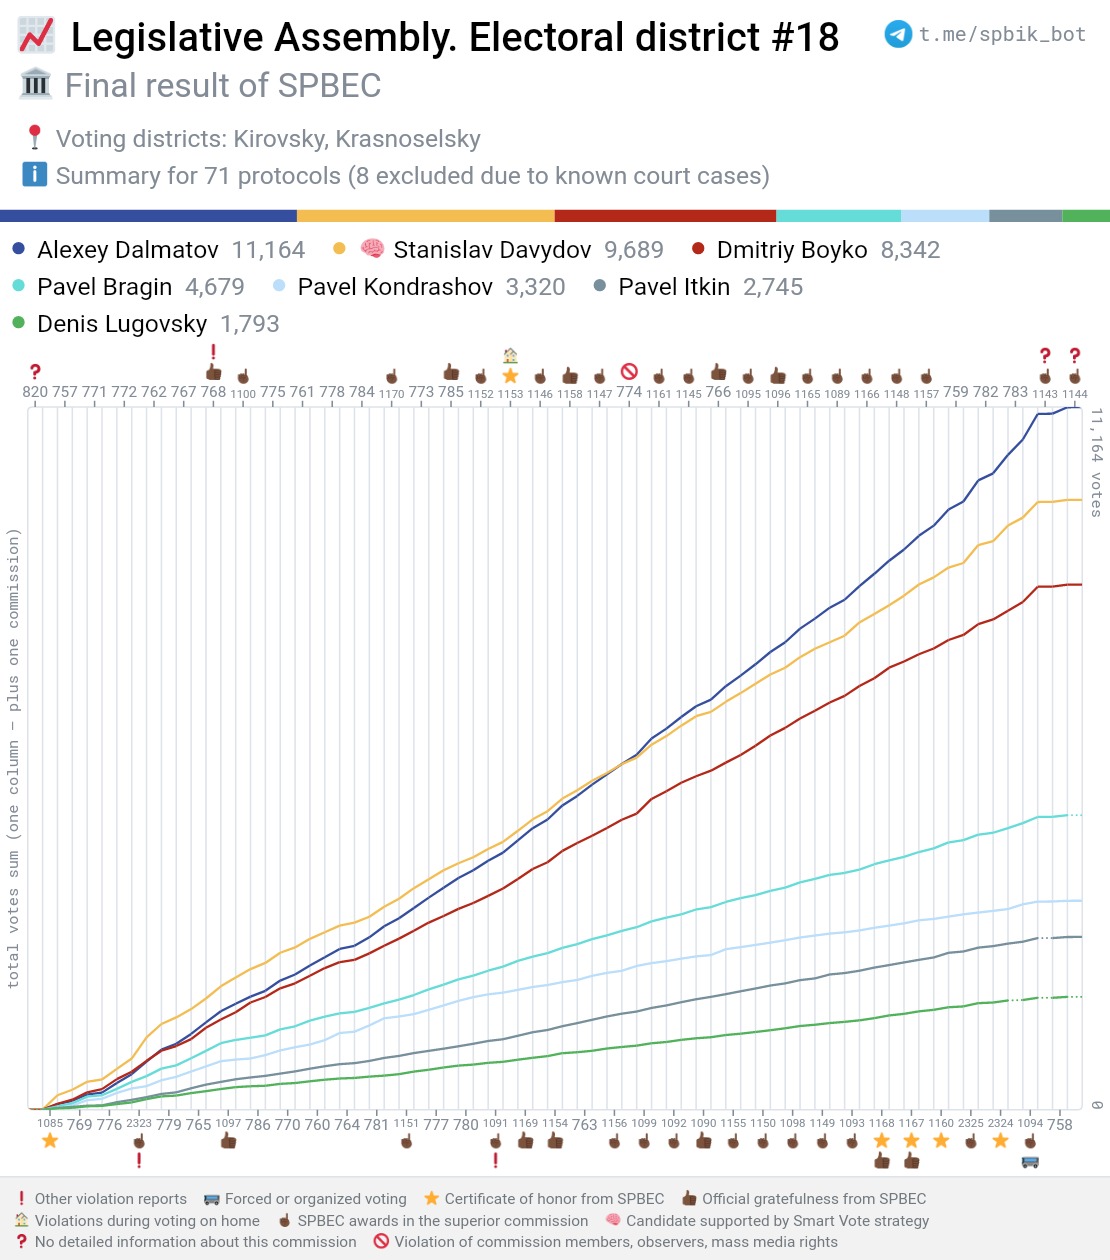 Legislative Assembly. Electoral district #18
t.me/spbik_bot
Final result of SPBEC
Voting districts: Kirovsky, Krasnoselsky
Summary for 71 protocols (8 excluded due to known court cases)
Alexey Dalmatov 11,164 Stanislav Davydov 9,689 Dmitriy Boyko 8,342
Pavel Bragin 4,679 Pavel Kondrashov 3,320 Pavel Itkin 2,745
Denis Lugovsky 1,793
820 757 771 772 762 767 768 1100 775 761 778 784 1170 773 785 1152 1153 1146 1158 1147 774 1161 1145 766 1095 1096 1165 1089 1166 1148 1157 759 782 783 1143 1144
11,164 votes
total votes sum (one column – plus one commission)
0
1085 769 776 2323 779 765 1097 786 770 760 764 781 1151 777 780 1091 1169 1154 763 1156 1099 1092 1090 1155 1150 1098 1149 1093 1168 1167 1160 2325 2324 1094 758
Other violation reports Forced or organized voting Certificate of honor from SPBEC Official gratefulness from SPBEC
Violations during voting on home SPBEC awards in the superior commission Candidate supported by Smart Vote strategy
No detailed information about this commission Violation of commission members, observers, mass media rights